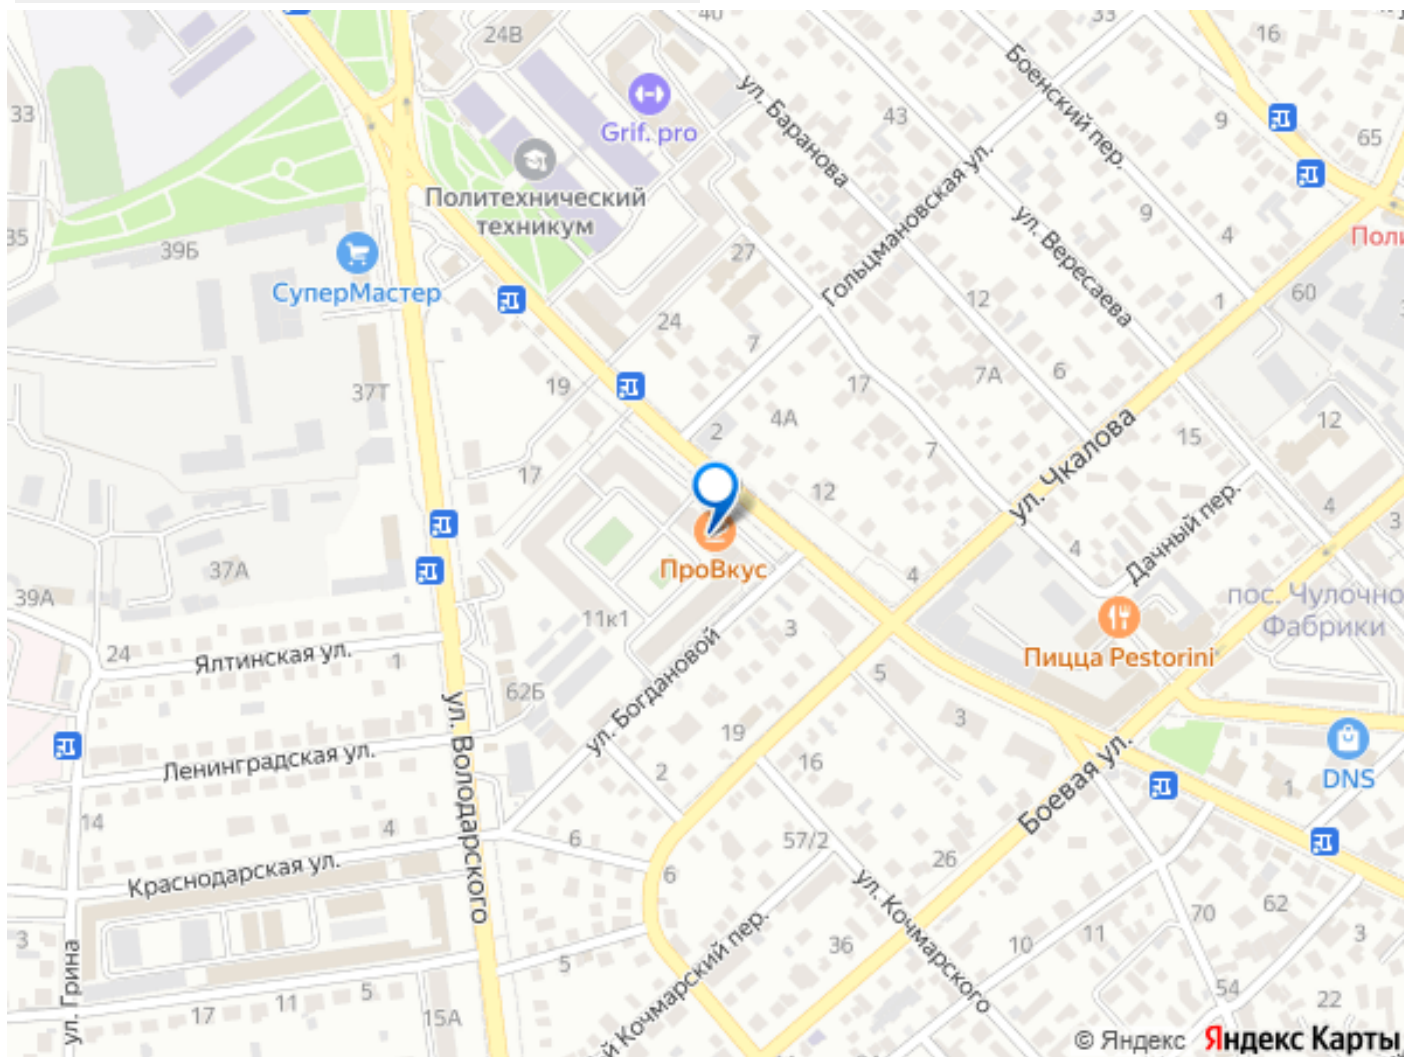 40
33
24В
16
Боенский пер.
ул. Баранова
33
43
9
65
Grif. pro
Политехнический
техникум
Гольцмановская ул.
ул. Вересаева
9
4
35
39Б
27
Поли
СуперМастер
12
1
60
24
7
19
37Т
17
7А
6
4А
2
12
15
7
17
ул. Чкалова
12
4
3
Дачный пер.
ПроВкус
4
4
37А
39А
пос. Чулочно
Фабрики
11к1
3
24
Ялтинская ул.
1
Пицца Pestorini
5
62Б
ул. Богдановой
ул. Володарского
19
3
Ленинградская ул.
16
2
Боевая ул.
1
DNS
14
4
6
57/2
26
Краснодарская ул.
6
ул. Кочмарского
70
62
3
ул. Грина
36
10
11
3
5
й Кочмарский пер.
5
11
17
15А
54
22
© Яндекс Яндекс Карты